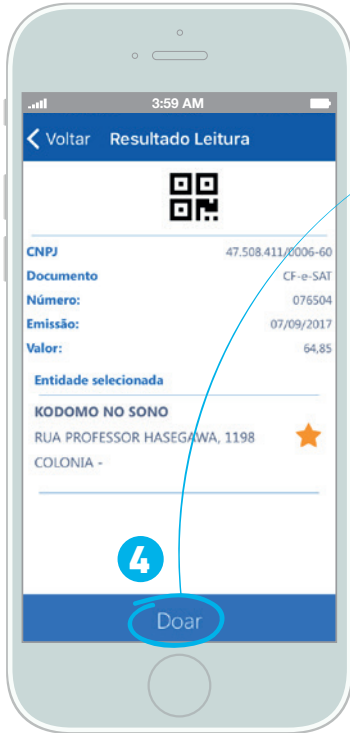 3:59 AM
Voltar Resultado Leitura
CNPJ 47.508.411/0006-60
Documento CF-e-SAT
Número: 076504
Emissão: 07/09/2017
Valor: 64,85
Entidade selecionada
KODOMO NO SONO
RUA PROFESSOR HASEGAWA, 1198
COLONIA -
4
Doar